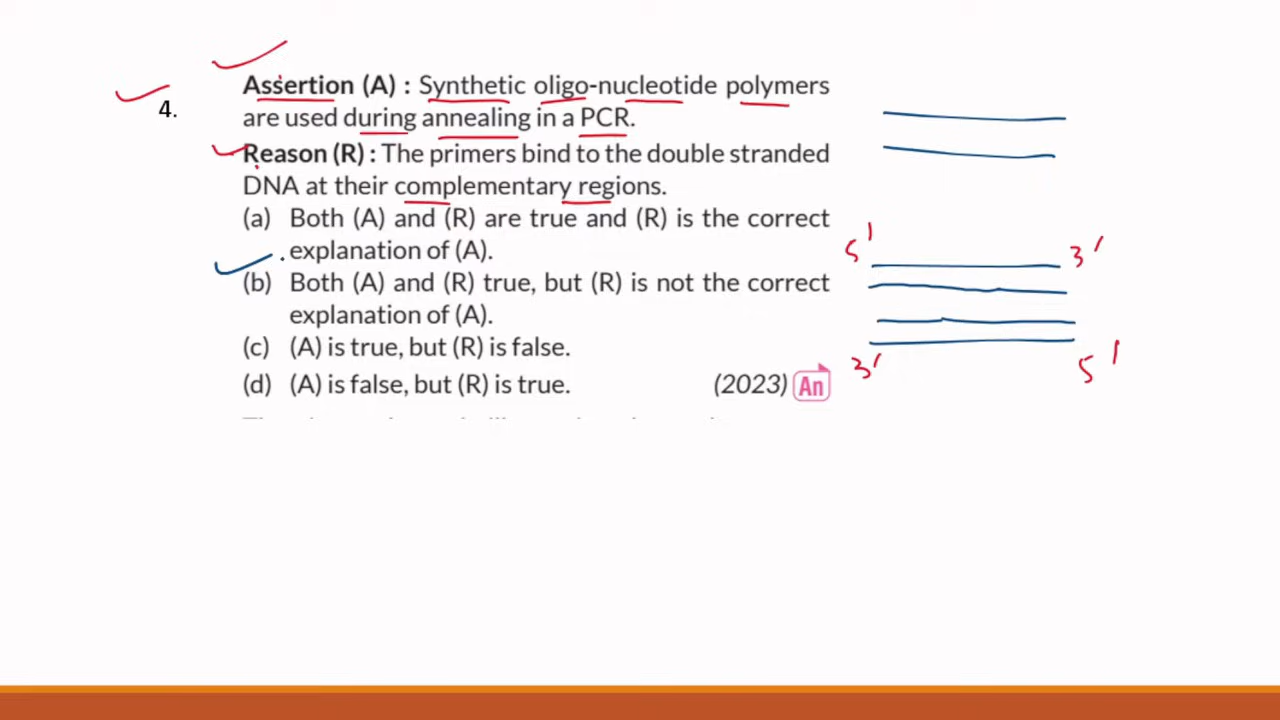 4.
Assertion (A) : Synthetic oligo-nucleotide polymers
are used during annealing in a PCR.
Reason (R) : The primers bind to the double stranded
DNA at their complementary regions.
(a) Both (A) and (R) are true and (R) is the correct
explanation of (A).
(b) Both (A) and (R) true, but (R) is not the correct
explanation of (A).
(c) (A) is true, but (R) is false.
(d) (A) is false, but (R) is true. (2023) An
5' 3'
3' 5'